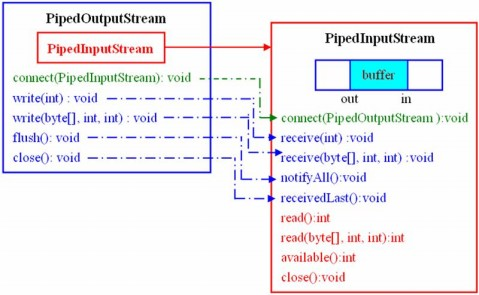 PipedOutputStream
PipedInputStream
connect(PipedInputStream): void
write(int) : void
write(byte[], int, int) : void
flush(): void
close(): void
PipedInputStream
buffer
out
in
connect(PipedOutputStream ):void
receive(int) : void
receive(byte[], int, int) : void
notifyAll():void
receivedLast():void
read():int
read(byte[], int, int):int
available():int
close():void